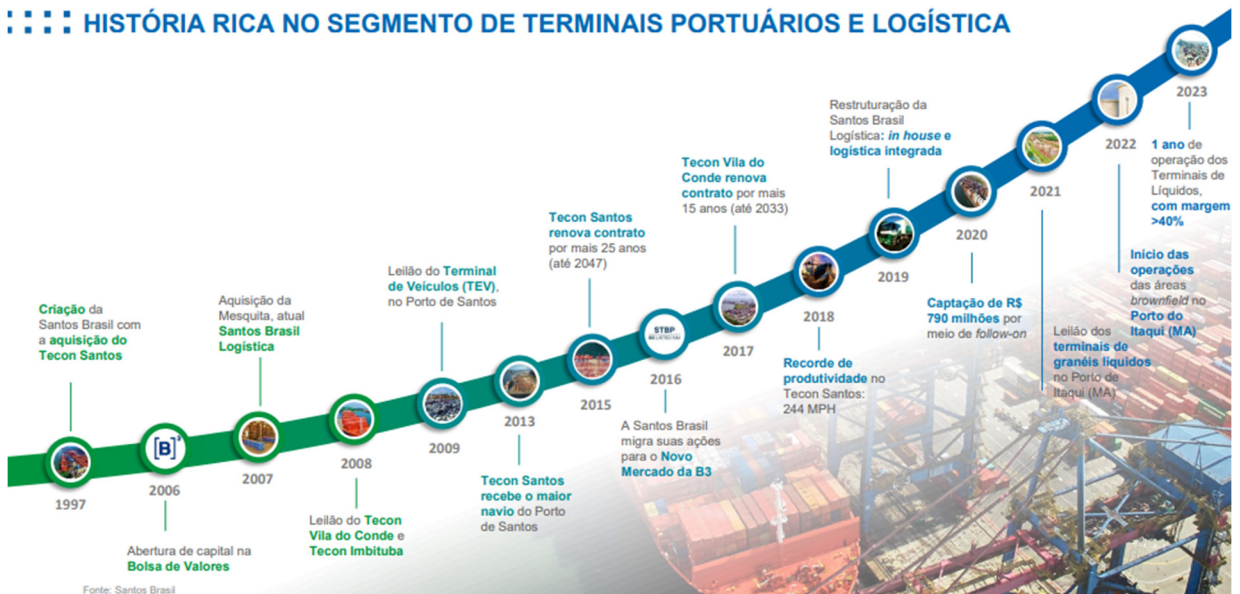 HISTÓRIA RICA NO SEGMENTO DE TERMINAIS PORTUÁRIOS E LOGÍSTICA
Criação da
Santos Brasil com
a aquisição do
Tecon Santos
1997
[B]³
2006
Abertura de capital na
Bolsa de Valores
Aquisição da
Mesquita, atual
Santos Brasil
Logística
2007
2008
Leilão do Tecon
Vila do Conde e
Tecon Imbituba
Leilão do Terminal
de Veículos (TEV),
no Porto de Santos
2009
2013
Tecon Santos
recebe o maior
navio do Porto
de Santos
Tecon Santos
renova contrato
por mais 25 anos
(até 2047)
2015
STBP
2016
A Santos Brasil
migra suas ações
para o Novo
Mercado da B3
Tecon Vila do
Conde renova
contrato por mais
15 anos (até 2033)
2017
2018
Recorde de
produtividade no
Tecon Santos:
244 MPH
Restruturação da
Santos Brasil
Logística: in house e
logística integrada
2019
2020
Captação de R$
790 milhões por
meio de follow-on
2021
Leilão dos
terminais de
granéis líquidos
no Porto de
Itaqui (MA)
2022
Início das
operações
das áreas
brownfield no
Porto do
Itaqui (MA)
2023
1 ano de
operação dos
Terminais de
Líquidos,
com margem
>40%
Fonte: Santos Brasil